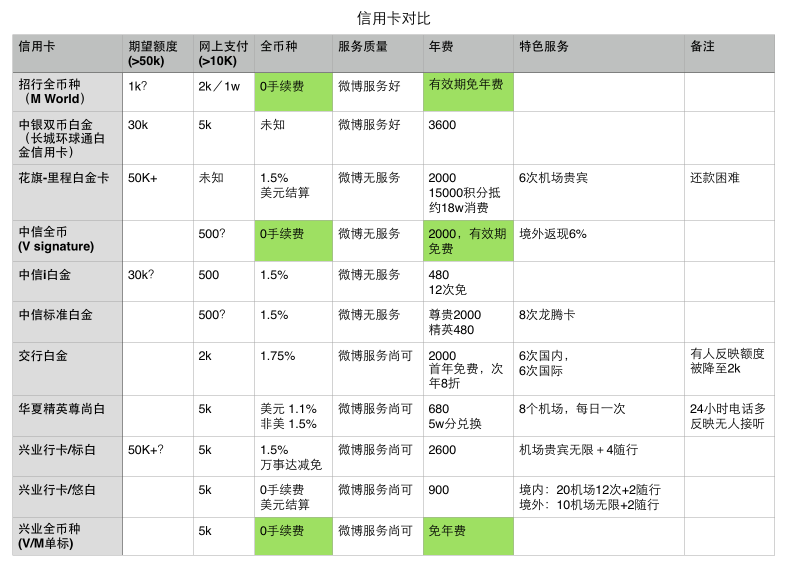 信用卡对比
信用卡 期望额度 (>50k) 网上支付 (>10K) 全币种 服务质量 年费 特色服务 备注
招行全币种 （M World） 1k？ 2k／1w 0手续费 微博服务好 有效期免年费
中银双币白金 （长城环球通白金信用卡） 30k 5k 未知 微博服务好 3600
花旗-里程白金卡 50K+ 未知 1.5% 美元结算 微博无服务 2000 15000积分抵约18w消费 6次机场贵宾 还款困难
中信全币 (V signature) 500？ 0手续费 微博无服务 2000，有效期免费 境外返现6%
中信i白金 30k？ 500 1.5% 微博无服务 480 12次免
中信标准白金 500？ 1.5% 微博无服务 尊贵2000 精英480 8次龙腾卡
交行白金 2k 1.75% 微博服务尚可 2000 首年免费，次年8折 6次国内， 6次国际 有人反映额度被降至2k
华夏精英尊尚白 5k 美元 1.1% 非美 1.5% 微博服务尚可 680 5w分兑换 8个机场，每日一次 24小时电话多反映无人接听
兴业行卡/标白 50K+？ 5k 1.5% 万事达减免 微博服务尚可 2600 机场贵宾无限＋4随行
兴业行卡/悠白 5k 0手续费 美元结算 微博服务尚可 900 境内：20机场12次+2随行 境外：10机场无限+2随行
兴业全币种 (V/M单标) 5k 0手续费 微博服务尚可 免年费